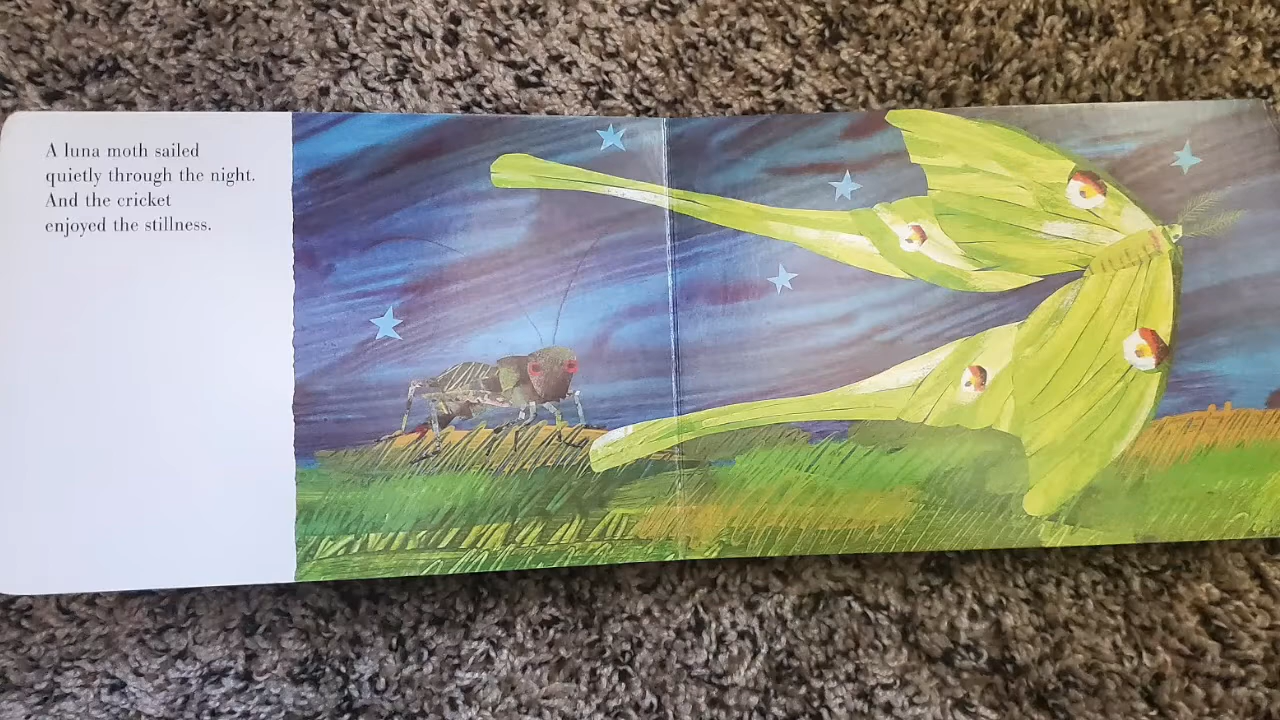 A luna moth sailed
quietly through the night.
And the cricket
enjoyed the stillness.